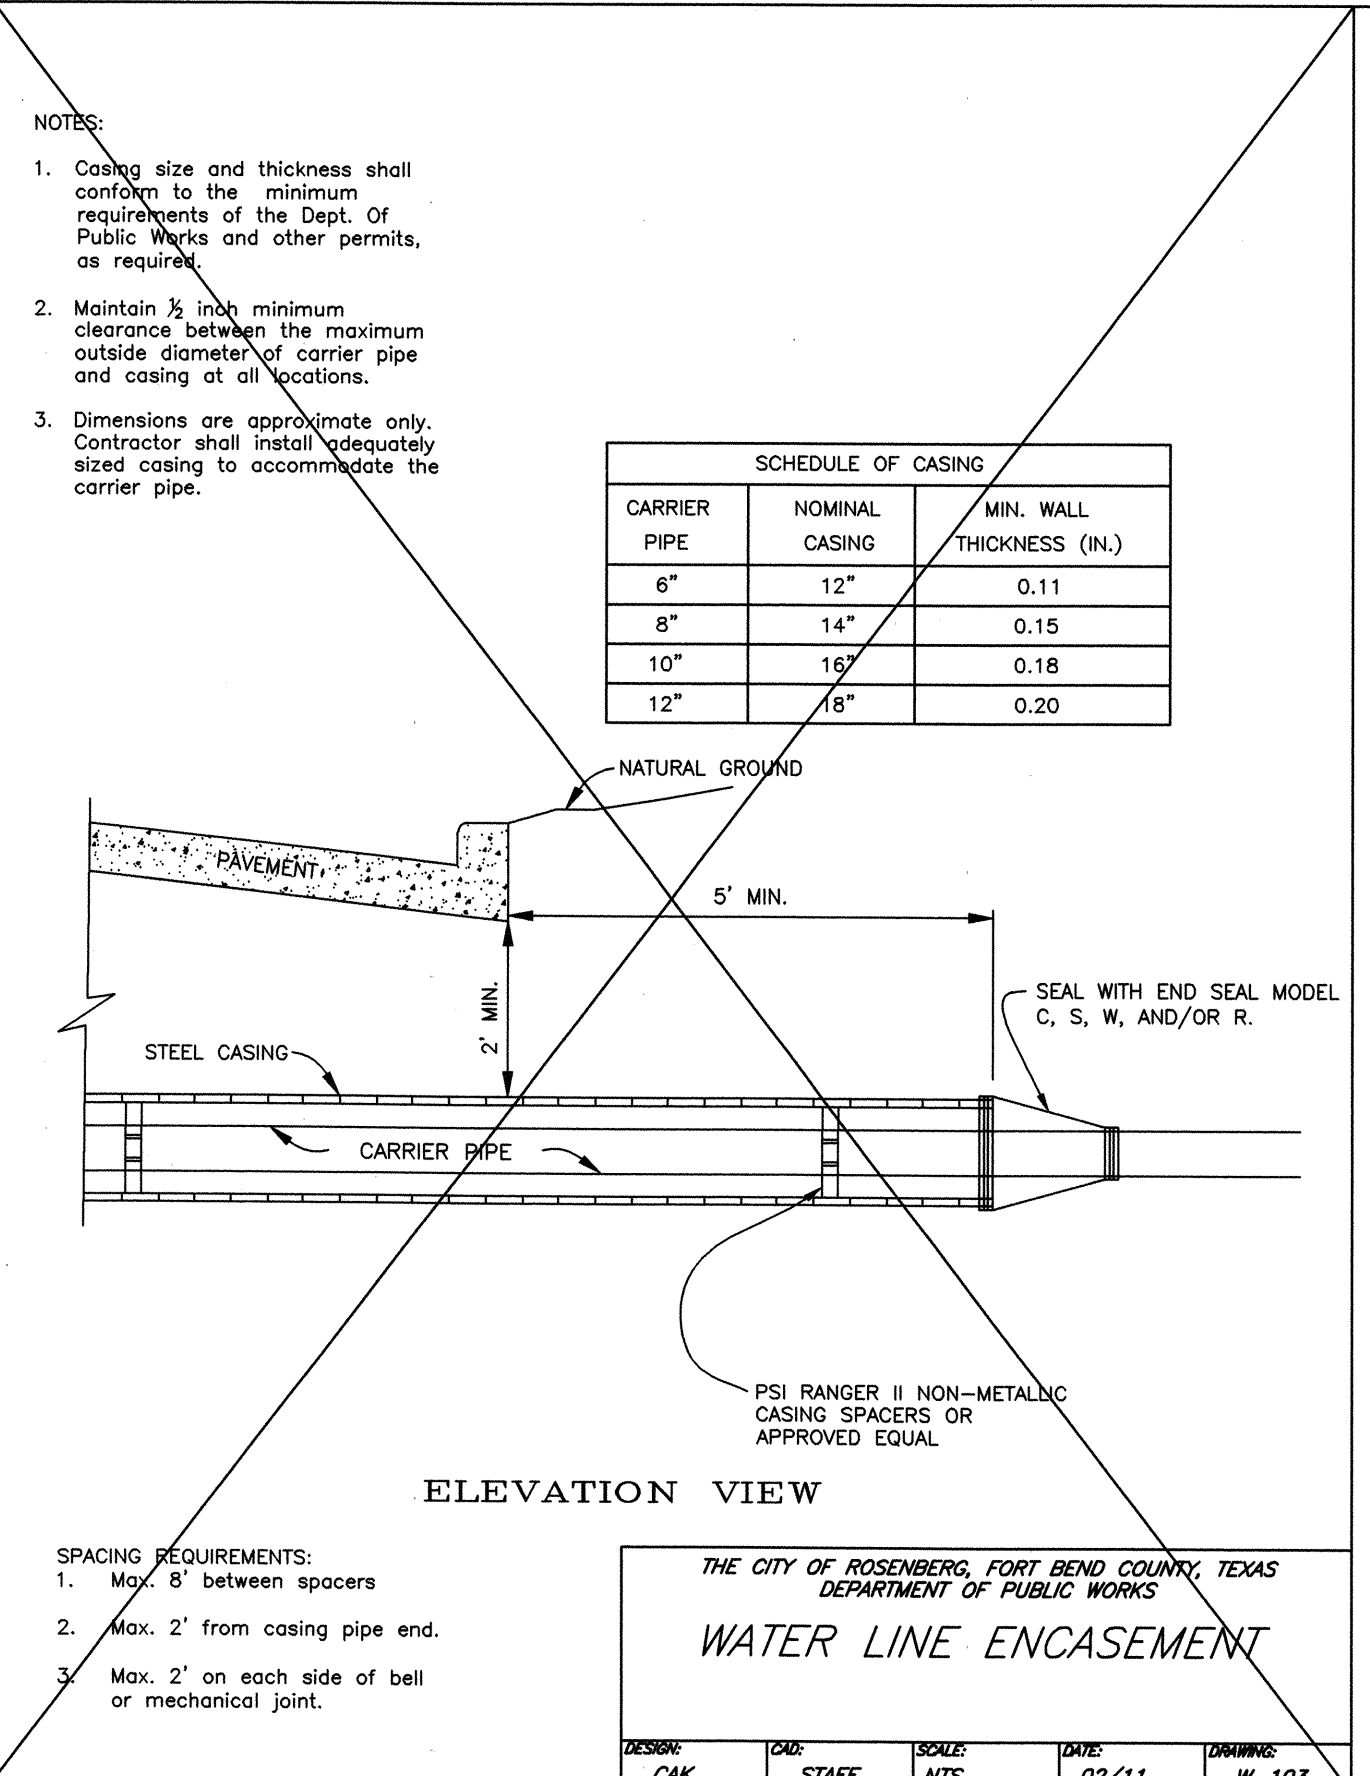 NOTES:
1. Casing size and thickness shall
conform to the minimum
requirements of the Dept. Of
Public Works and other permits,
as required.
2. Maintain ½ inch minimum
clearance between the maximum
outside diameter of carrier pipe
and casing at all locations.
3. Dimensions are approximate only.
Contractor shall install adequately
sized casing to accommodate the
carrier pipe.
SCHEDULE OF CASING
CARRIER PIPE NOMINAL CASING MIN. WALL THICKNESS (IN.)
6" 12" 0.11
8" 14" 0.15
10" 16" 0.18
12" 18" 0.20
NATURAL GROUND
PAVEMENT
5' MIN.
2' MIN.
SEAL WITH END SEAL MODEL
C, S, W, AND/OR R.
STEEL CASING
CARRIER PIPE
PSI RANGER II NON-METALLIC
CASING SPACERS OR
APPROVED EQUAL
ELEVATION VIEW
SPACING REQUIREMENTS:
1. Max. 8' between spacers
2. Max. 2' from casing pipe end.
3. Max. 2' on each side of bell
or mechanical joint.
THE CITY OF ROSENBERG, FORT BEND COUNTY, TEXAS
DEPARTMENT OF PUBLIC WORKS
WATER LINE ENCASEMENT
DESIGN: CAD: SCALE: DATE: DRAWING:
CAK STAFF NTS 02/11 W-103